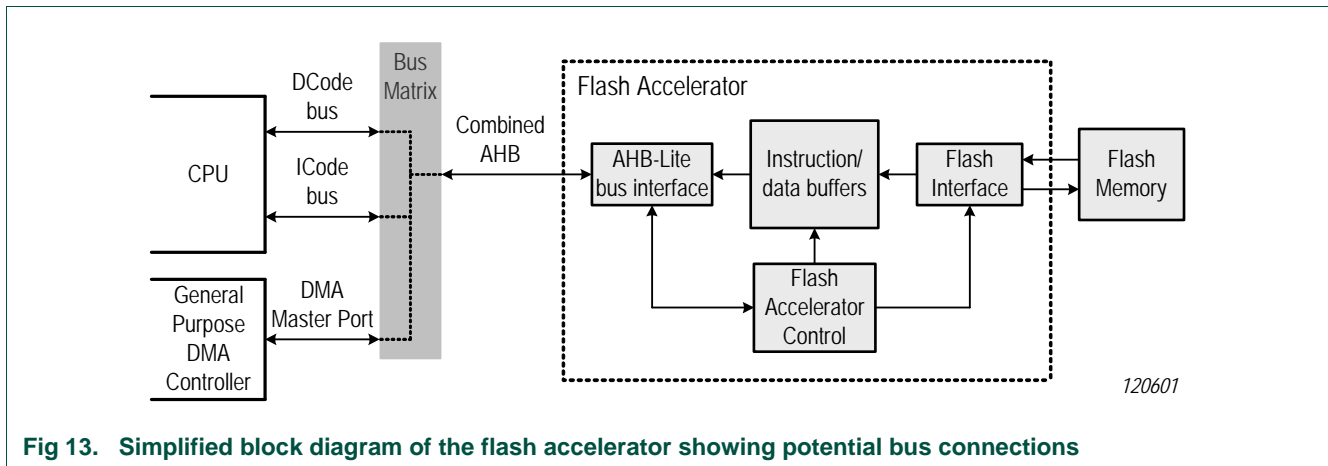 Bus
Matrix
DCode
bus
ICode
bus
CPU
General
Purpose
DMA
Controller
DMA
Master Port
Combined
AHB
Flash Accelerator
AHB-Lite
bus interface
Instruction/
data buffers
Flash
Interface
Flash
Memory
Flash
Accelerator
Control
120601
Fig 13. Simplified block diagram of the flash accelerator showing potential bus connections